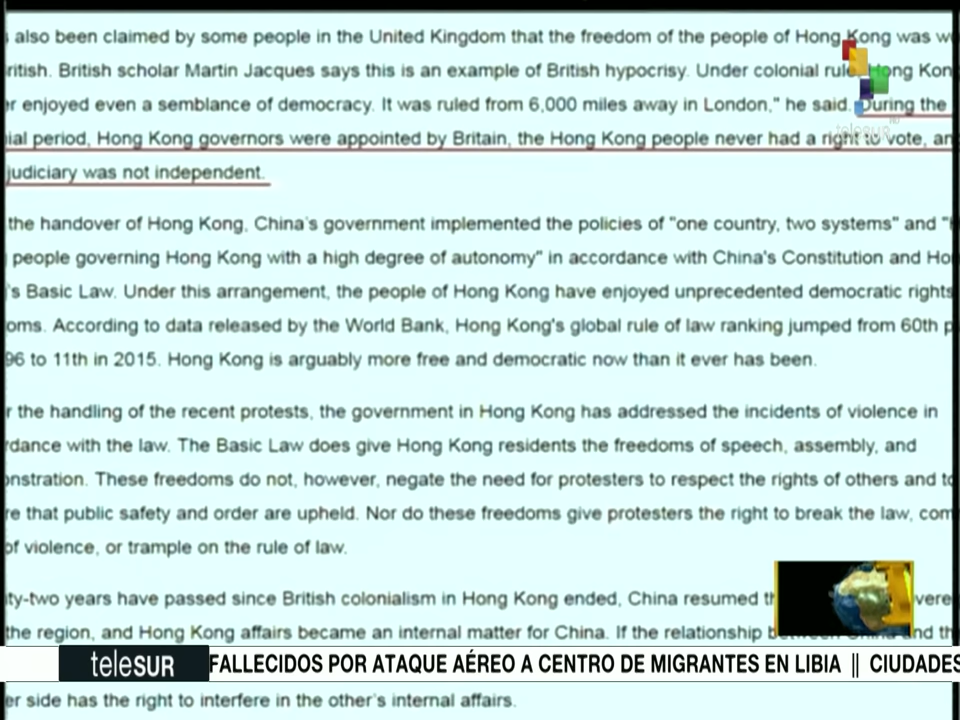 also been claimed by some people in the United Kingdom that the freedom of the people of Hong Kong was
British. British scholar Martin Jacques says this is an example of British hypocrisy. Under colonial rule, Hong
enjoyed even a semblance of democracy. It was ruled from 6,000 miles away in London," he said. During the
ial period, Hong Kong governors were appointed by Britain, the Hong Kong people never had a right to vote,
judiciary was not independent.
the handover of Hong Kong, China's government implemented the policies of "one country, two systems" and
people governing Hong Kong with a high degree of autonomy" in accordance with China's Constitution and
's Basic Law. Under this arrangement, the people of Hong Kong have enjoyed unprecedented democratic rights
oms. According to data released by the World Bank, Hong Kong's global rule of law ranking jumped from 60th
96 to 11th in 2015. Hong Kong is arguably more free and democratic now than it ever has been.
r the handling of the recent protests, the government in Hong Kong has addressed the incidents of violence in
rdance with the law. The Basic Law does give Hong Kong residents the freedoms of speech, assembly, and
onstration. These freedoms do not, however, negate the need for protesters to respect the rights of others and to
re that public safety and order are upheld. Nor do these freedoms give protesters the right to break the law, com
of violence, or trample on the rule of law.
ty-two years have passed since British colonialism in Hong Kong ended, China resumed
the region, and Hong Kong affairs became an internal matter for China. If the relationship between China and
er side has the right to interfere in the other's internal affairs.
teleSUR HD
teleSUR FALLECIDOS POR ATAQUE AÉREO A CENTRO DE MIGRANTES EN LIBIA || CIUDADES